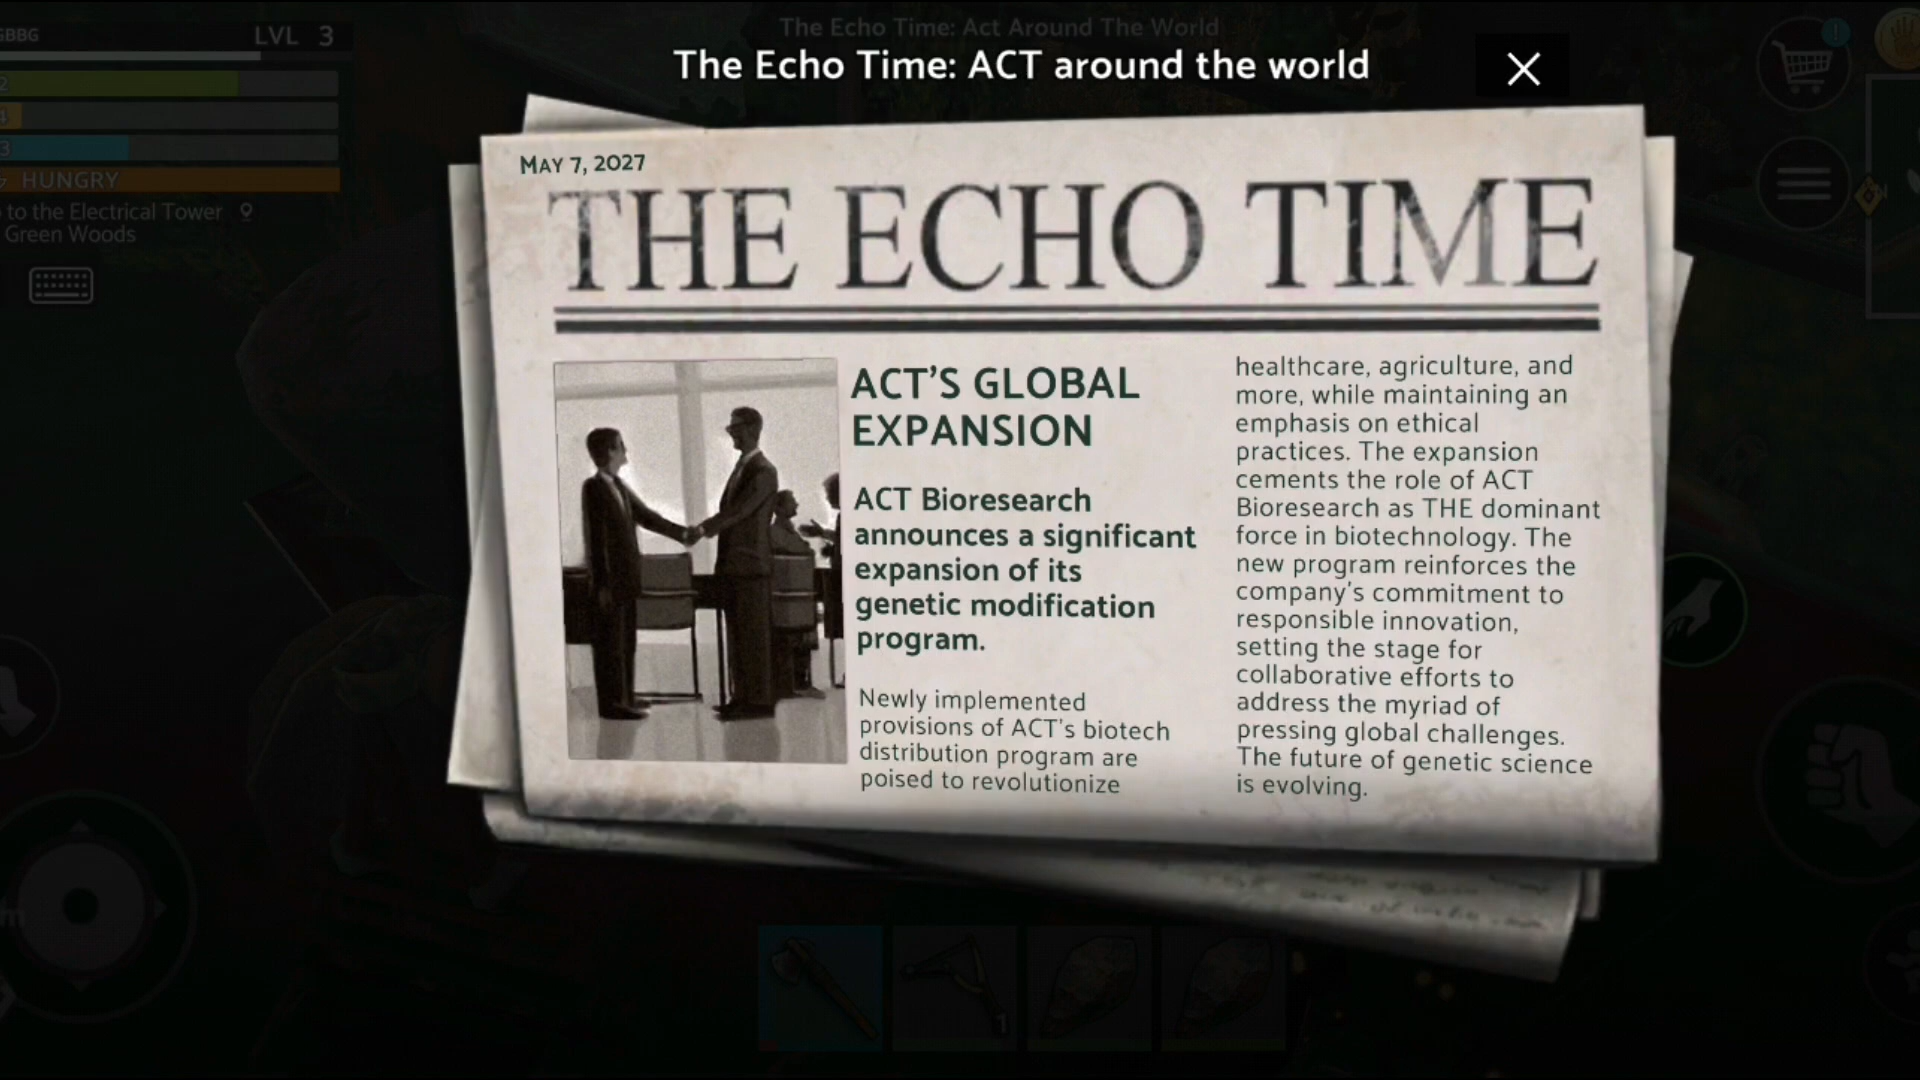 The Echo Time: Act Around The World
The Echo Time: ACT around the world
GBBG
LVL 3
HUNGRY
to the Electrical Tower
Green Woods
MAY 7, 2027
THE ECHO TIME
ACT'S GLOBAL
EXPANSION
ACT Bioresearch
announces a significant
expansion of its
genetic modification
program.
Newly implemented
provisions of ACT's biotech
distribution program are
poised to revolutionize
healthcare, agriculture, and
more, while maintaining an
emphasis on ethical
practices. The expansion
cements the role of ACT
Bioresearch as THE dominant
force in biotechnology. The
new program reinforces the
company's commitment to
responsible innovation,
setting the stage for
collaborative efforts to
address the myriad of
pressing global challenges.
The future of genetic science
is evolving.
1